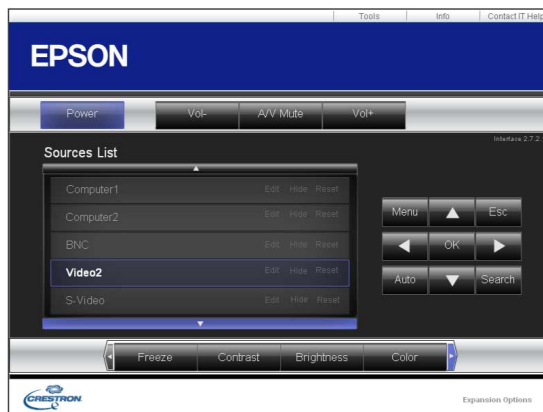 Tools Info Contact IT Help
EPSON
Power Vol- A/V Mute Vol+
Interface 2.7.2.
Sources List
Computer1 Edit Hide Reset
Computer2 Edit Hide Reset
BNC Edit Hide Reset
Video2 Edit Hide Reset
S-Video Edit Hide Reset
Menu Esc
OK
Auto Search
Freeze Contrast Brightness Color
CRESTRON
Expansion Options